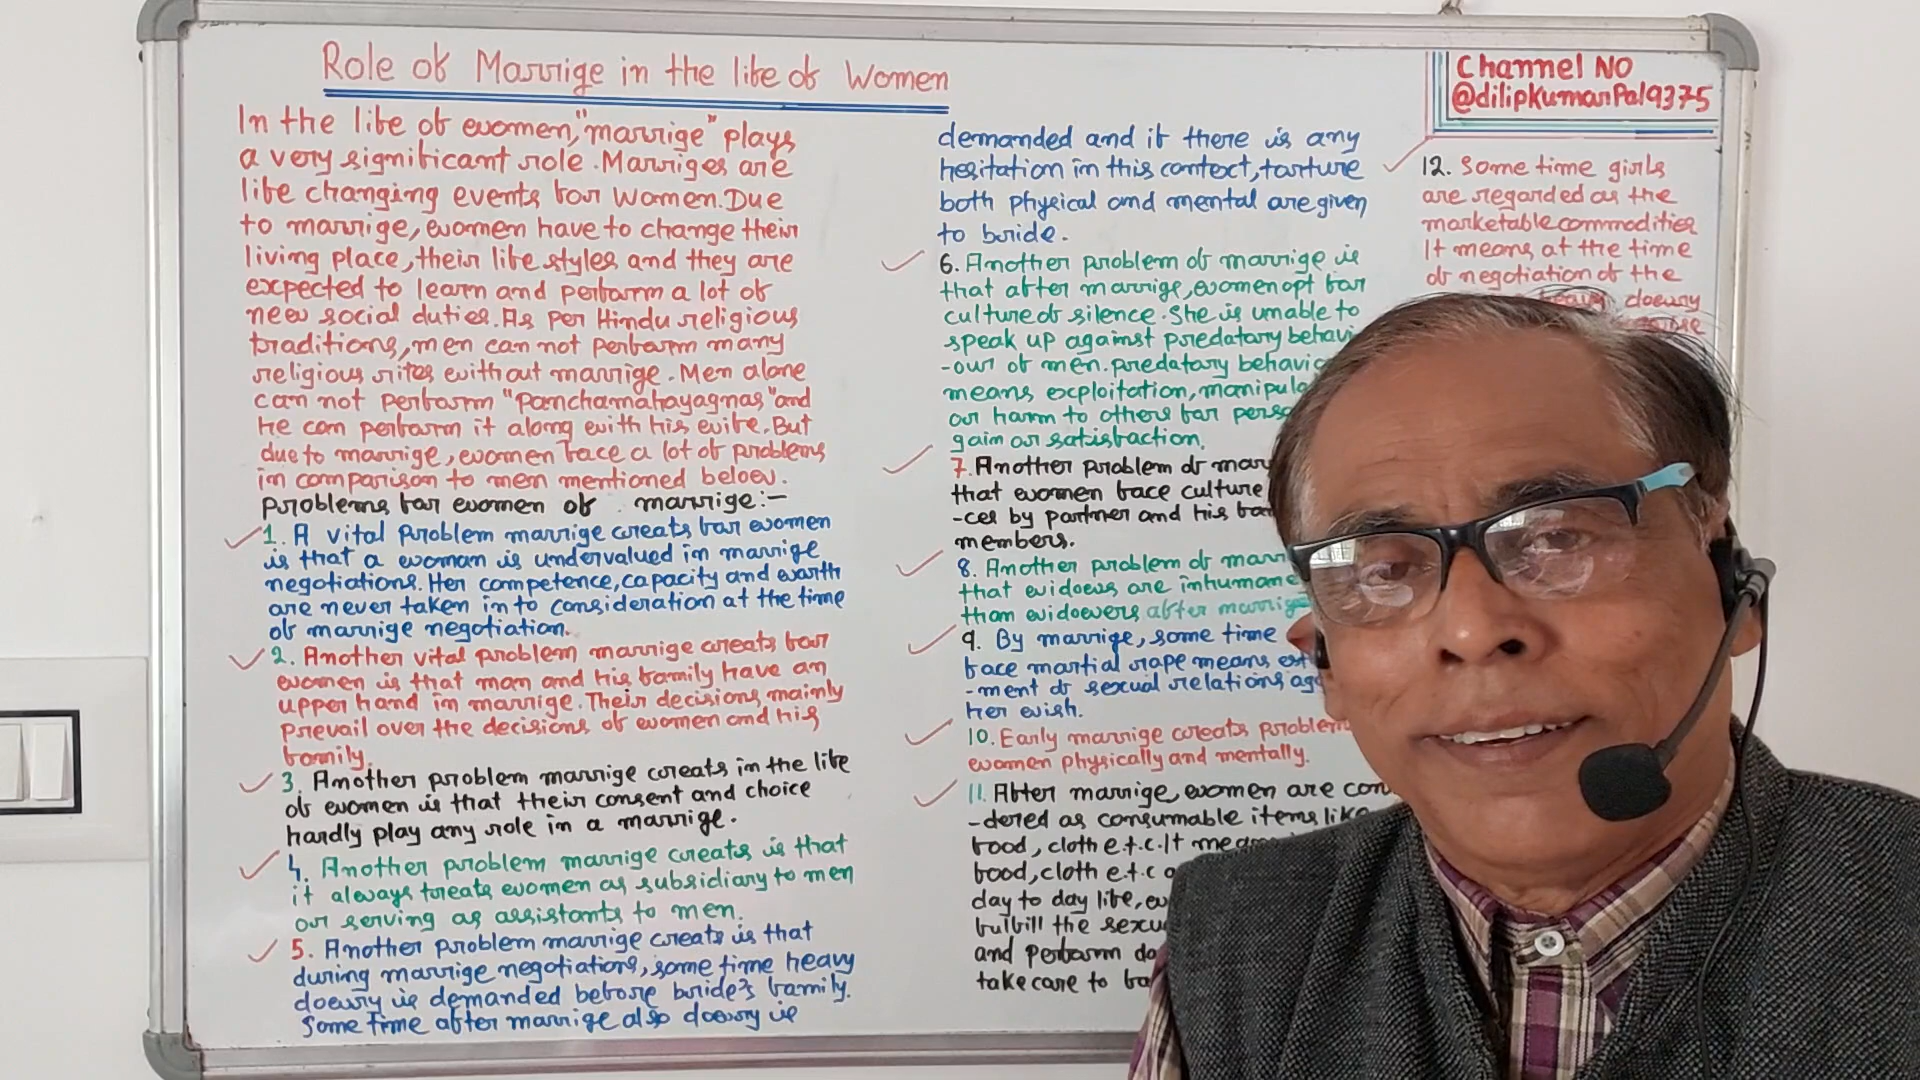 Role of Marrige in the life of Women
In the life of women, "marrige" plays
a very significant role. Marriges are
life changing events for women. Due
to marrige, women have to change their
living place, their life styles and they are
expected to learn and perform a lot of
new social duties. As per Hindu religious
traditions, men can not perform many
religious rites without marrige. Men alone
can not perform "Panchamahayagnas" and
he can perform it along with his wife. But
due to marrige, women face a lot of problems
in comparison to men mentioned below.
Problems for women of marrige:-
1. A vital problem marrige creats for women
is that a woman is undervalued in marrige
negotiations. Her competence, capacity and worth
are never taken in to consideration at the time
of marrige negotiation.
2. Another vital problem marrige creats for
women is that man and his family have an
upper hand in marrige. Their decisions, mainly
prevail over the decisions of women and his
family.
3. Another problem marrige creats in the life
of women is that their consent and choice
hardly play any role in a marrige.
4. Another problem marrige creats is that
it always treats women as subsidiary to men
or serving as assistants to men.
5. Another problem marrige creats is that
during marrige negotiations, some time heavy
dowry is demanded before bride's family.
Some time after marrige also dowry is
demanded and if there is any
hesitation in this context, torture
both physical and mental are given
to bride.
6. Another problem of marrige is
that after marrige, women opt for
culture of silence. She is unable to
speak up against predatory behavi
-our of men. predatory behavio
means exploitation, manipula
or harm to others for perso
gain or satisfaction.
7. Another problem of marr
that women face culture
-ces by partner and his fa
members.
8. Another problem of marr
that widows are inhumane
than widowers after marrige
9. By marrige, some time
face martial rape means est
-ment of sexual relations aga
her wish.
10. Early marrige creats problem
women physically and mentally.
11. After marrige, women are con
-dered as consumable items like
food, cloth e.t.c. It means
food, cloth e.t.c
day to day life, wo
fulfill the sexu
and perform do
take care to fa
Channel NO
@dilipkumarPal9375
12. Some time girls
are regarded as the
marketable commodities
It means at the time
of negotiation of the
heavy dowry